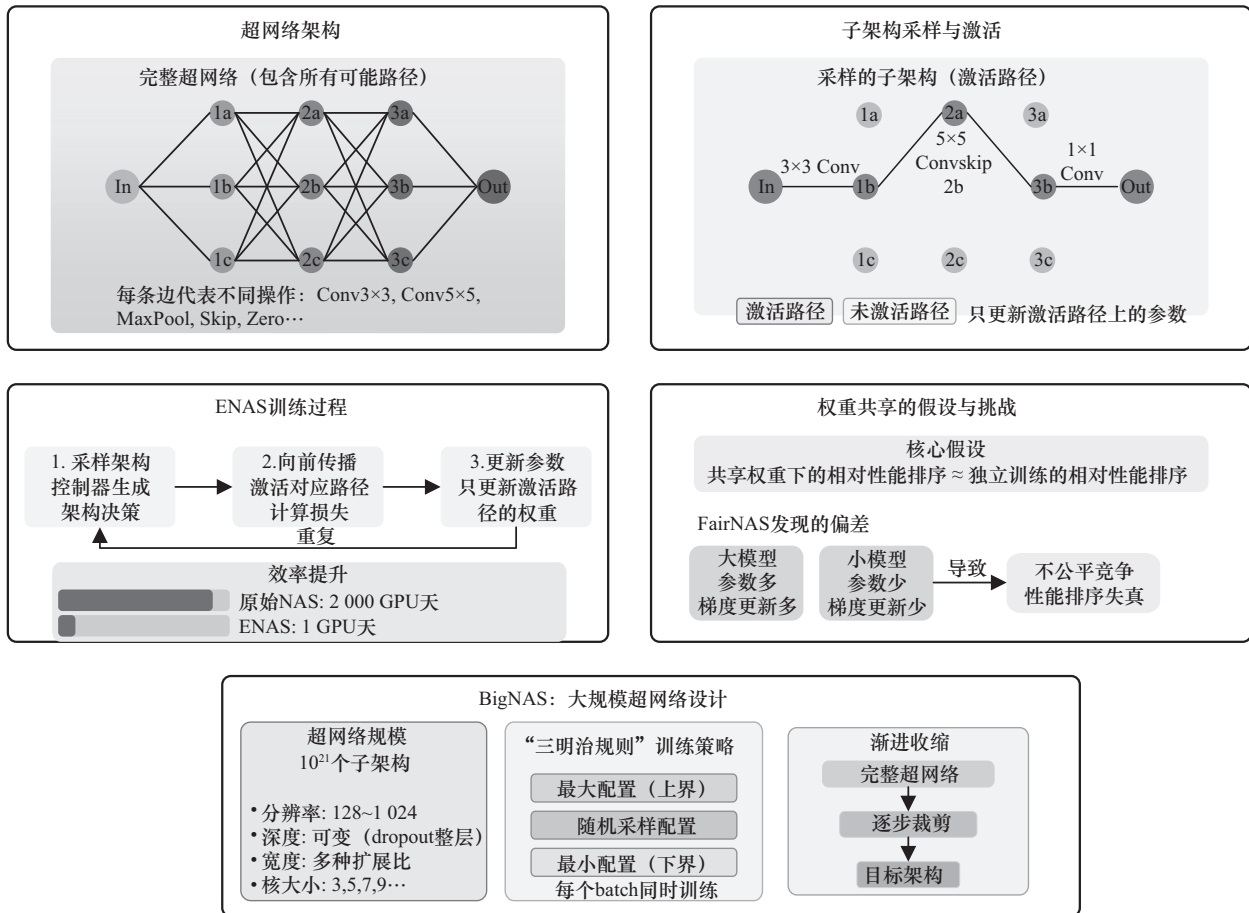 超网络架构
完整超网络（包含所有可能路径）
1a 2a 3a
In 1b 2b 3b Out
1c 2c 3c
每条边代表不同操作：Conv3×3, Conv5×5,
MaxPool, Skip, Zero…
子架构采样与激活
采样的子架构（激活路径）
1a 2a 3a
5×5
Convskip
2b
3×3 Conv
1×1
Conv
In 1b 3b Out
1c 2c 3c
激活路径 未激活路径 只更新激活路径上的参数
ENAS训练过程
1. 采样架构
控制器生成
架构决策
2.向前传播
激活对应路径
计算损失
3.更新参数
只更新激活路
径的权重
重复
效率提升
原始NAS: 2 000 GPU天
ENAS: 1 GPU天
权重共享的假设与挑战
核心假设
共享权重下的相对性能排序 ≈ 独立训练的相对性能排序
FairNAS发现的偏差
大模型
参数多
梯度更新多
小模型
参数少
梯度更新少
导致
不公平竞争
性能排序失真
BigNAS：大规模超网络设计
超网络规模
10²¹个子架构
• 分辨率: 128~1 024
• 深度: 可变（dropout整层）
• 宽度: 多种扩展比
• 核大小: 3,5,7,9…
“三明治规则”训练策略
最大配置（上界）
随机采样配置
最小配置（下界）
每个batch同时训练
渐进收缩
完整超网络
逐步裁剪
目标架构